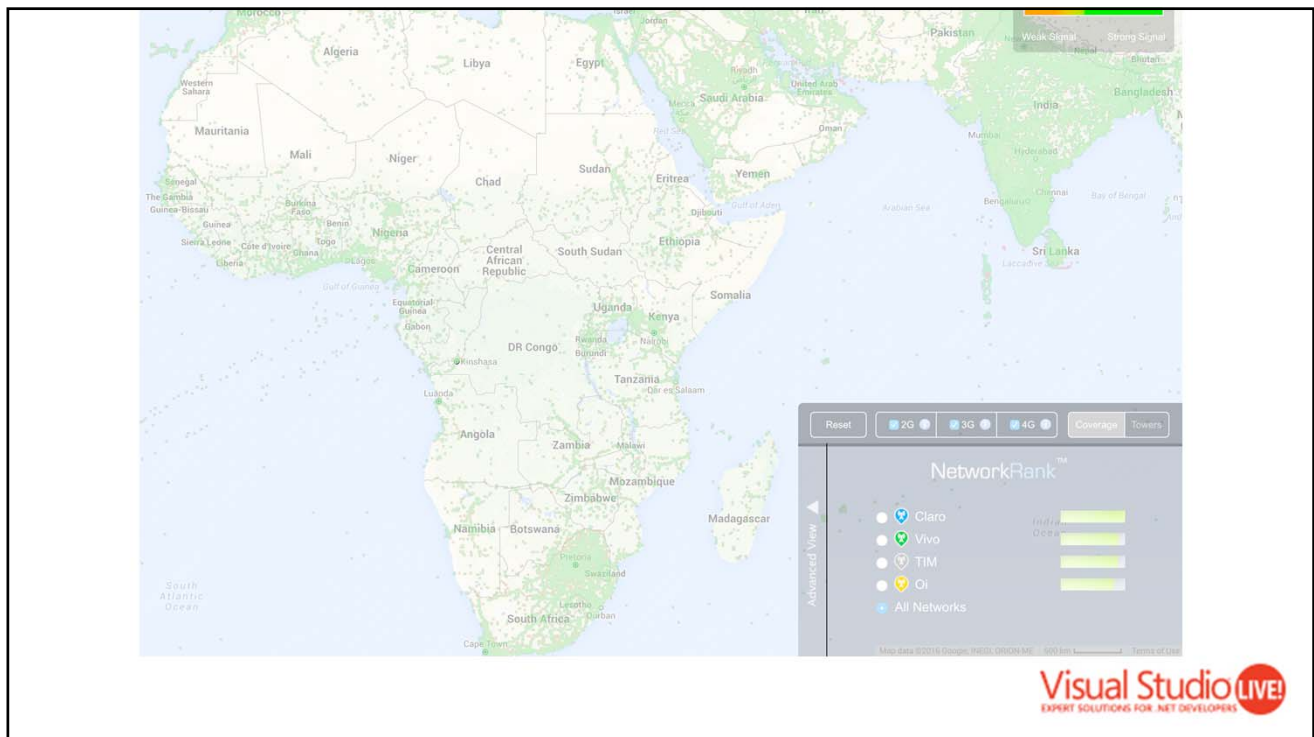 Morocco
Jordan
Pakistan
Weak Signal Strong Signal
Nepal
Bhutan
Algeria
Libya
Egypt
Western
Sahara
Riyadh
United Arab
Emirates
Mecca
Saudi Arabia
India
Bangladesh
Mauritania
Red Sea
Oman
Mumbai
Mali
Niger
Hyderabad
Sudan
Eritrea
Yemen
Chad
Senegal
The Gambia
Guinea-Bissau
Burkina
Faso
Djibouti
Gulf of Aden
Arabian Sea
Bengaluru
Chennai
Bay of Bengal
Guinea
Benin
Nigeria
Sierra Leone
Côte d'Ivoire
Togo
Ghana
Liberia
Lagos
Central
African
Republic
South Sudan
Ethiopia
Sri Lanka
Laccadive Sea
Cameroon
Gulf of Guinea
Somalia
Equatorial
Guinea
Gabon
Uganda
Kenya
DR Congo
Rwanda
Burundi
Nairobi
Kinshasa
Tanzania
Dar es Salaam
Luanda
Angola
Zambia
Malawi
Mozambique
Zimbabwe
Madagascar
Namibia
Botswana
Pretoria
Swaziland
Lesotho
Durban
South Africa
Cape Town
South
Atlantic
Ocean
Reset 2G 3G 4G Coverage Towers
NetworkRank™
Advanced View
Claro
Vivo
TIM
Oi
All Networks
Indian
Ocean
Map data ©2016 Google, INEGI, ORION-ME 500 km Terms of Use
Visual Studio LIVE!
EXPERT SOLUTIONS FOR .NET DEVELOPERS